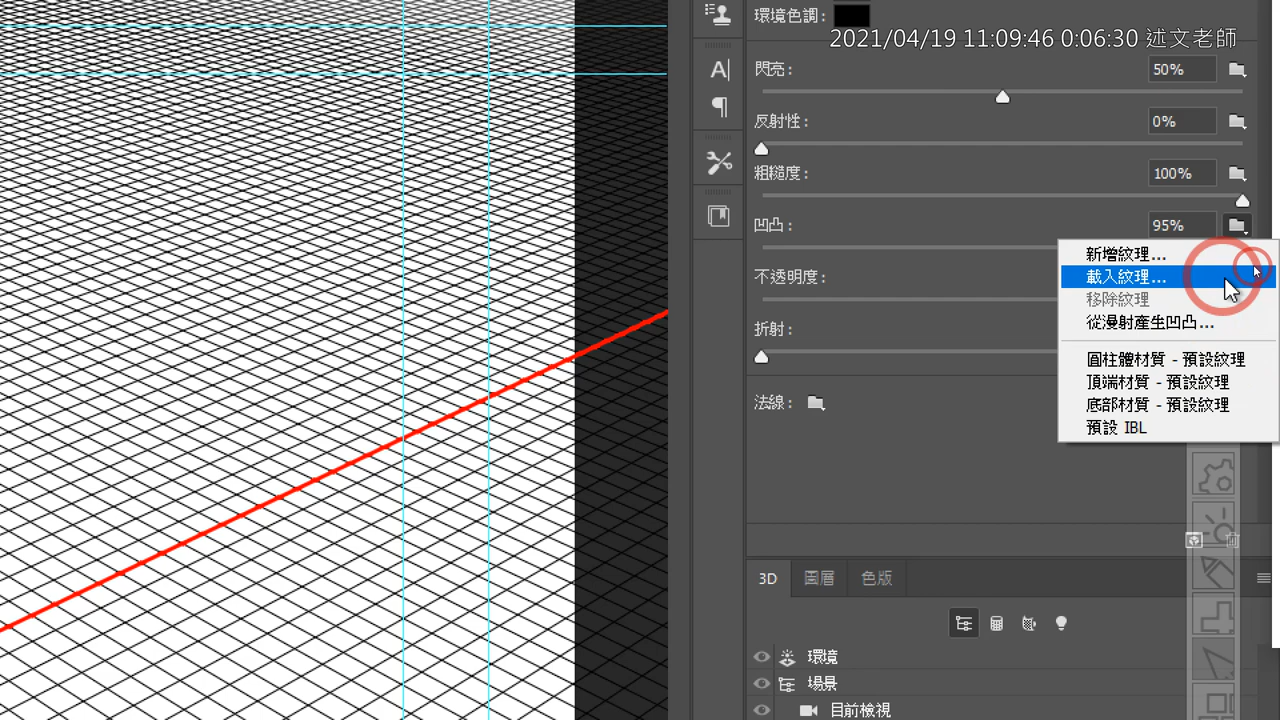 環境色調:
2021/04/19 11:09:46 0:06:30 述文老師
閃亮:
50%
反射性:
0%
粗糙度:
100%
凹凸:
95%
新增紋理...
不透明度:
載入紋理...
移除紋理
從漫射產生凹凸...
折射:
圓柱體材質 - 預設紋理
頂端材質 - 預設紋理
底部材質 - 預設紋理
預設 IBL
法線:
3D 圖層 色版
環境
場景
目前檢視